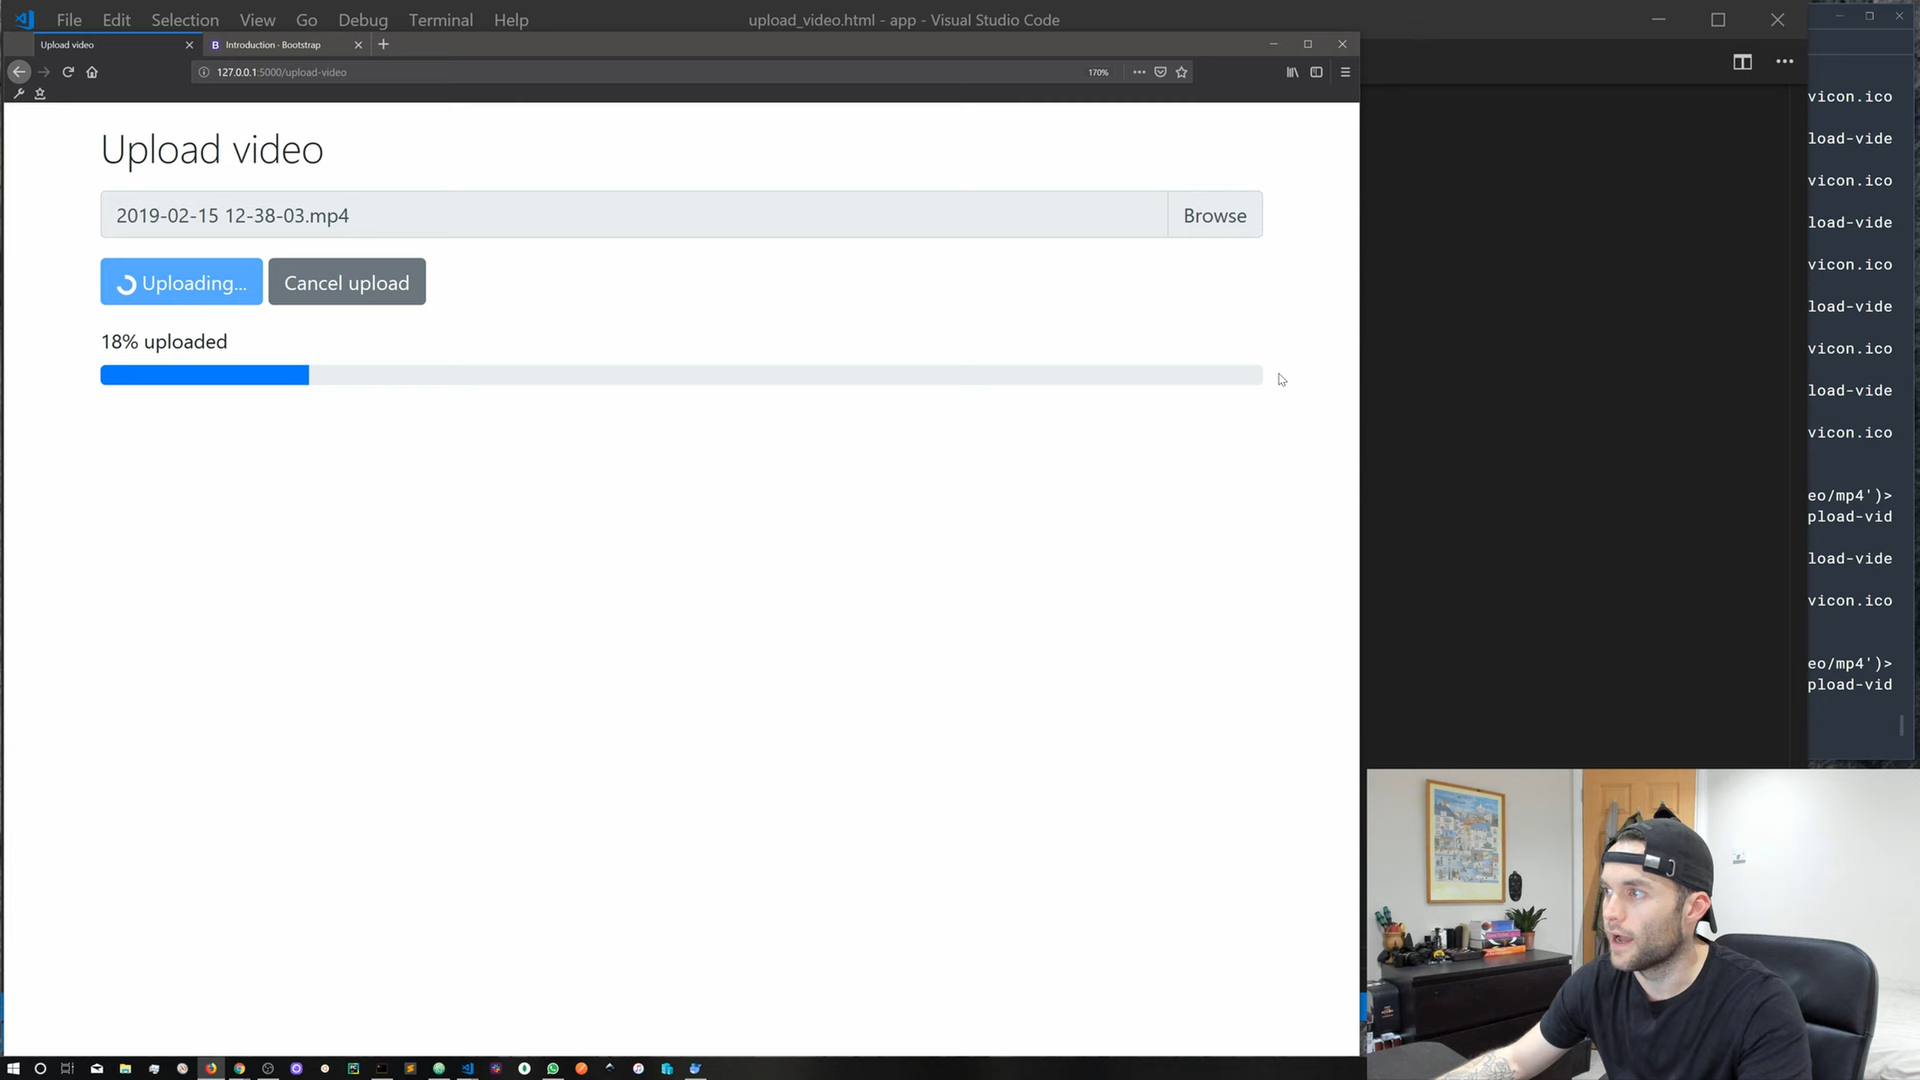 File Edit Selection View Go Debug Terminal Help
upload_video.html - app - Visual Studio Code
Upload video
B Introduction - Bootstrap
127.0.0.1:5000/upload-video
170%
Upload video
2019-02-15 12-38-03.mp4
Browse
Uploading...
Cancel upload
18% uploaded
vicon.ico
load-vide
vicon.ico
load-vide
vicon.ico
load-vide
vicon.ico
load-vide
vicon.ico
eo/mp4')>
pload-vid
load-vide
vicon.ico
eo/mp4')>
pload-vid